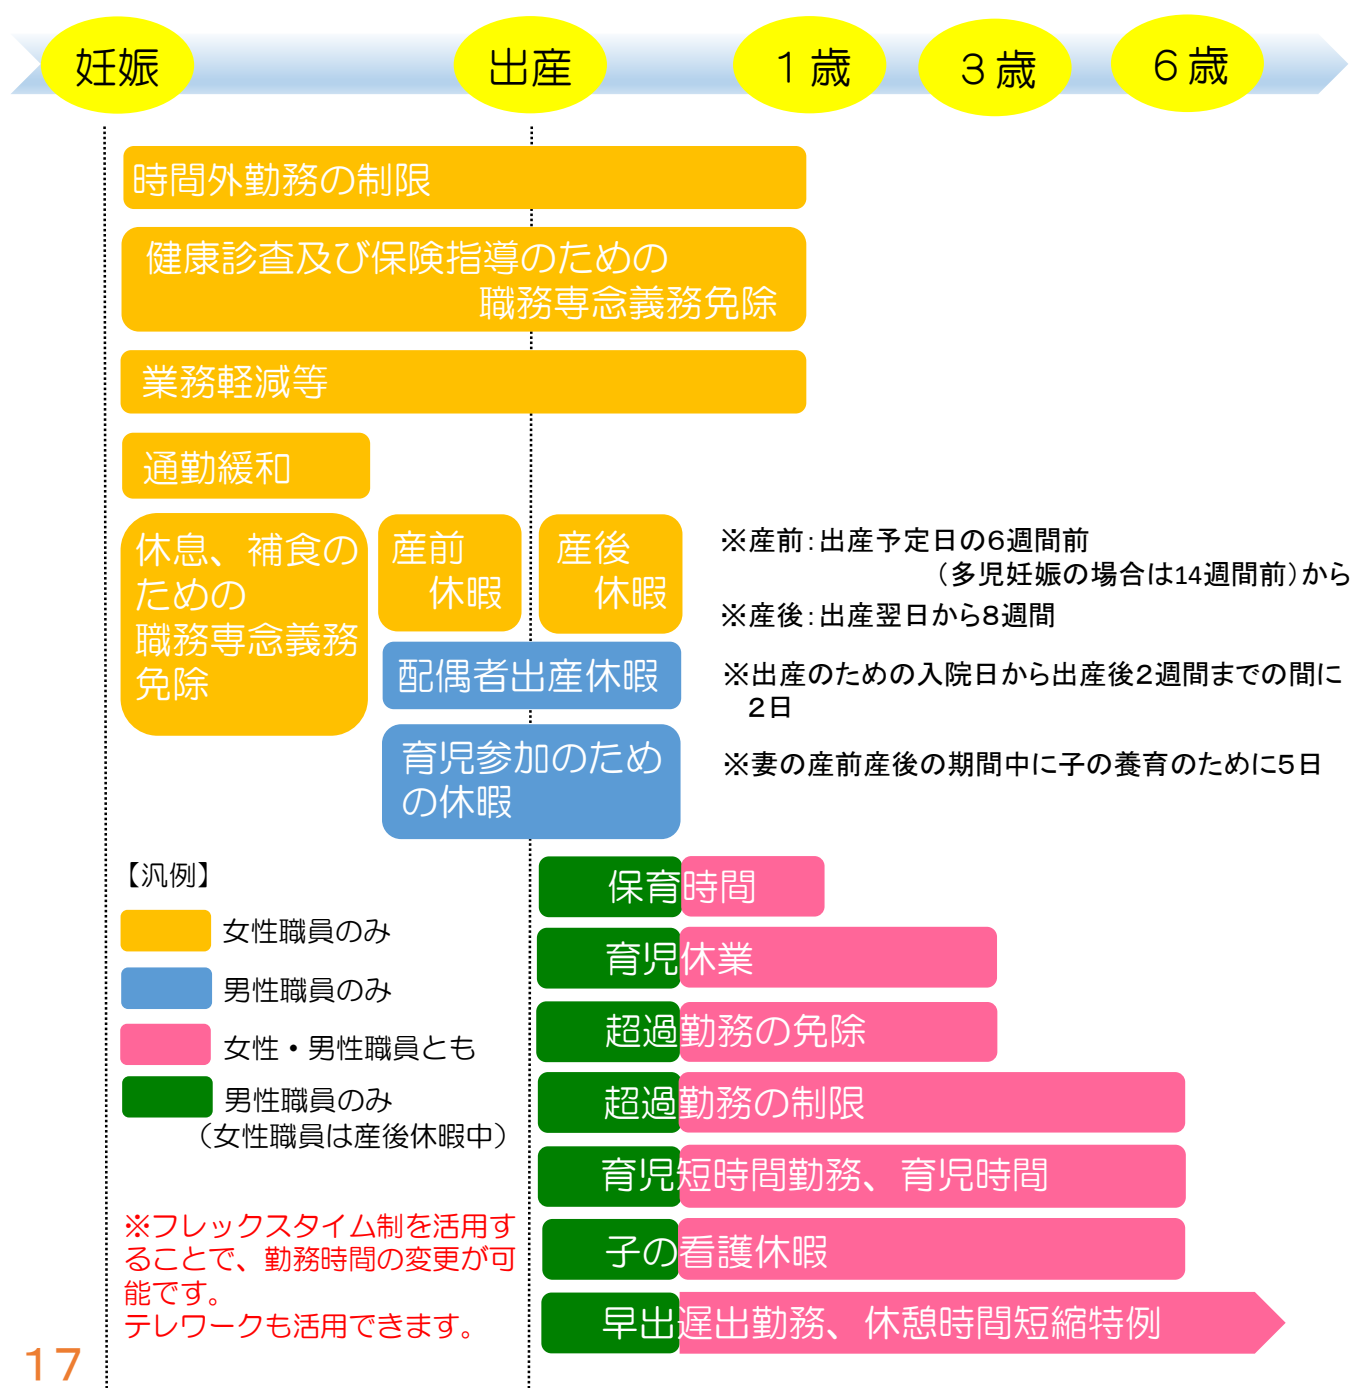 妊娠
出産
１歳
３歳
６歳
時間外勤務の制限
健康診査及び保険指導のための
職務専念義務免除
業務軽減等
通勤緩和
休息、補食の
ための
職務専念義務
免除
産前
休暇
産後
休暇
※産前：出産予定日の６週間前
（多児妊娠の場合は14週間前）から
※産後：出産翌日から８週間
配偶者出産休暇
※出産のための入院日から出産後２週間までの間に
２日
育児参加のため
の休暇
※妻の産前産後の期間中に子の養育のために５日
【汎例】
女性職員のみ
男性職員のみ
女性・男性職員とも
男性職員のみ
（女性職員は産後休暇中）
保育時間
育児休業
超過勤務の免除
超過勤務の制限
育児短時間勤務、育児時間
子の看護休暇
早出遅出勤務、休憩時間短縮特例
※フレックスタイム制を活用す
ることで、勤務時間の変更が可
能です。
テレワークも活用できます。
17